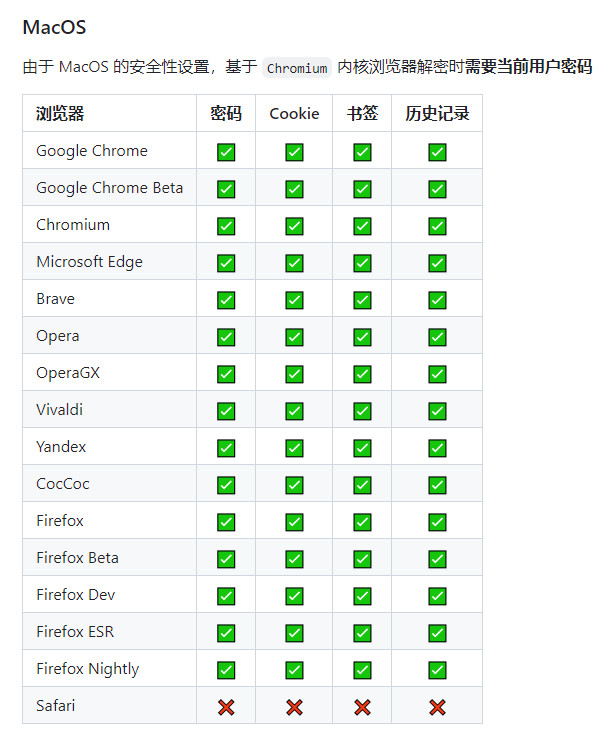 MacOS
由于 MacOS 的安全性设置，基于 Chromium 内核浏览器解密时需要当前用户密码
浏览器 密码 Cookie 书签 历史记录
Google Chrome ✅ ✅ ✅ ✅
Google Chrome Beta ✅ ✅ ✅ ✅
Chromium ✅ ✅ ✅ ✅
Microsoft Edge ✅ ✅ ✅ ✅
Brave ✅ ✅ ✅ ✅
Opera ✅ ✅ ✅ ✅
OperaGX ✅ ✅ ✅ ✅
Vivaldi ✅ ✅ ✅ ✅
Yandex ✅ ✅ ✅ ✅
CocCoc ✅ ✅ ✅ ✅
Firefox ✅ ✅ ✅ ✅
Firefox Beta ✅ ✅ ✅ ✅
Firefox Dev ✅ ✅ ✅ ✅
Firefox ESR ✅ ✅ ✅ ✅
Firefox Nightly ✅ ✅ ✅ ✅
Safari ❌ ❌ ❌ ❌